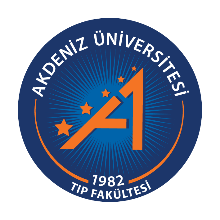 AKDENİZ ÜNİVERSİTESİ
1982
TIP FAKÜLTESİ